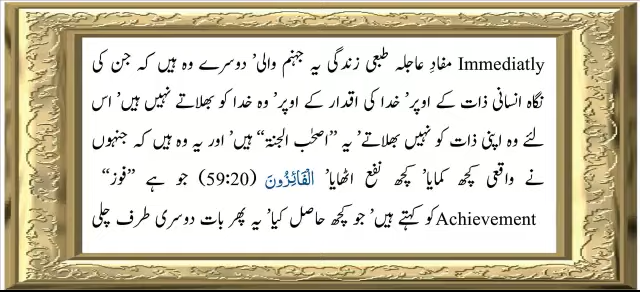 Immediatly مفادِ عاجلہ طبعی زندگی یہ جہنم والی’ دوسرے وہ ہیں کہ جن کی
نگاہ انسانی ذات کے اوپر’ خدا کی اقدار کے اوپر’ وہ خدا کو بھلاتے نہیں ہیں’ اس
لئے وہ اپنی ذات کو نہیں بھلاتے’ یہ ”اصحٰب الجنۃ“ ہیں’ اور یہ وہ ہیں کہ جنہوں
نے واقعی کچھ کمایا’ کچھ نفع اٹھایا’ الْفَائِزُونَ (59:20) جو ہے ”فوز“
Achievement کو کہتے ہیں’ جو کچھ حاصل کیا’ یہ پھر بات دوسری طرف چلی